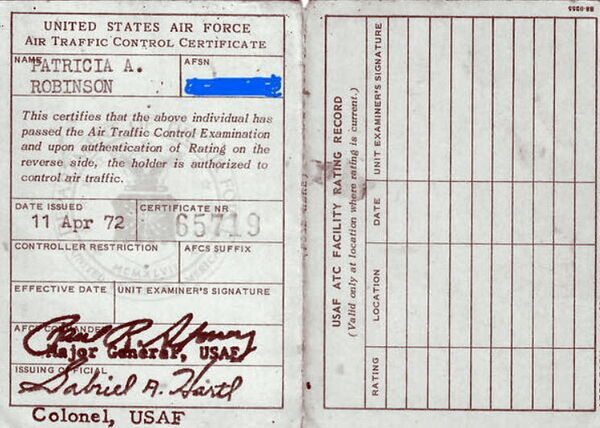 UNITED STATES AIR FORCE
AIR TRAFFIC CONTROL CERTIFICATE
NAME
PATRICIA A.
ROBINSON
AFSN
This certifies that the above individual has
passed the Air Traffic Control Examination
and upon authentication of Rating on the
reverse side, the holder is authorized to
control air traffic.
DATE ISSUED
11 Apr 72
CERTIFICATE NR
65719
CONTROLLER RESTRICTION
AFCS SUFFIX
EFFECTIVE DATE
UNIT EXAMINER'S SIGNATURE
AFCS COMMANDER
Major General, USAF
ISSUING OFFICIAL
Gabriel A. Hartl
Colonel, USAF
USAF ATC FACILITY RATING RECORD
(Valid only at location where rating is current.)
RATING
LOCATION
DATE
UNIT EXAMINER'S SIGNATURE